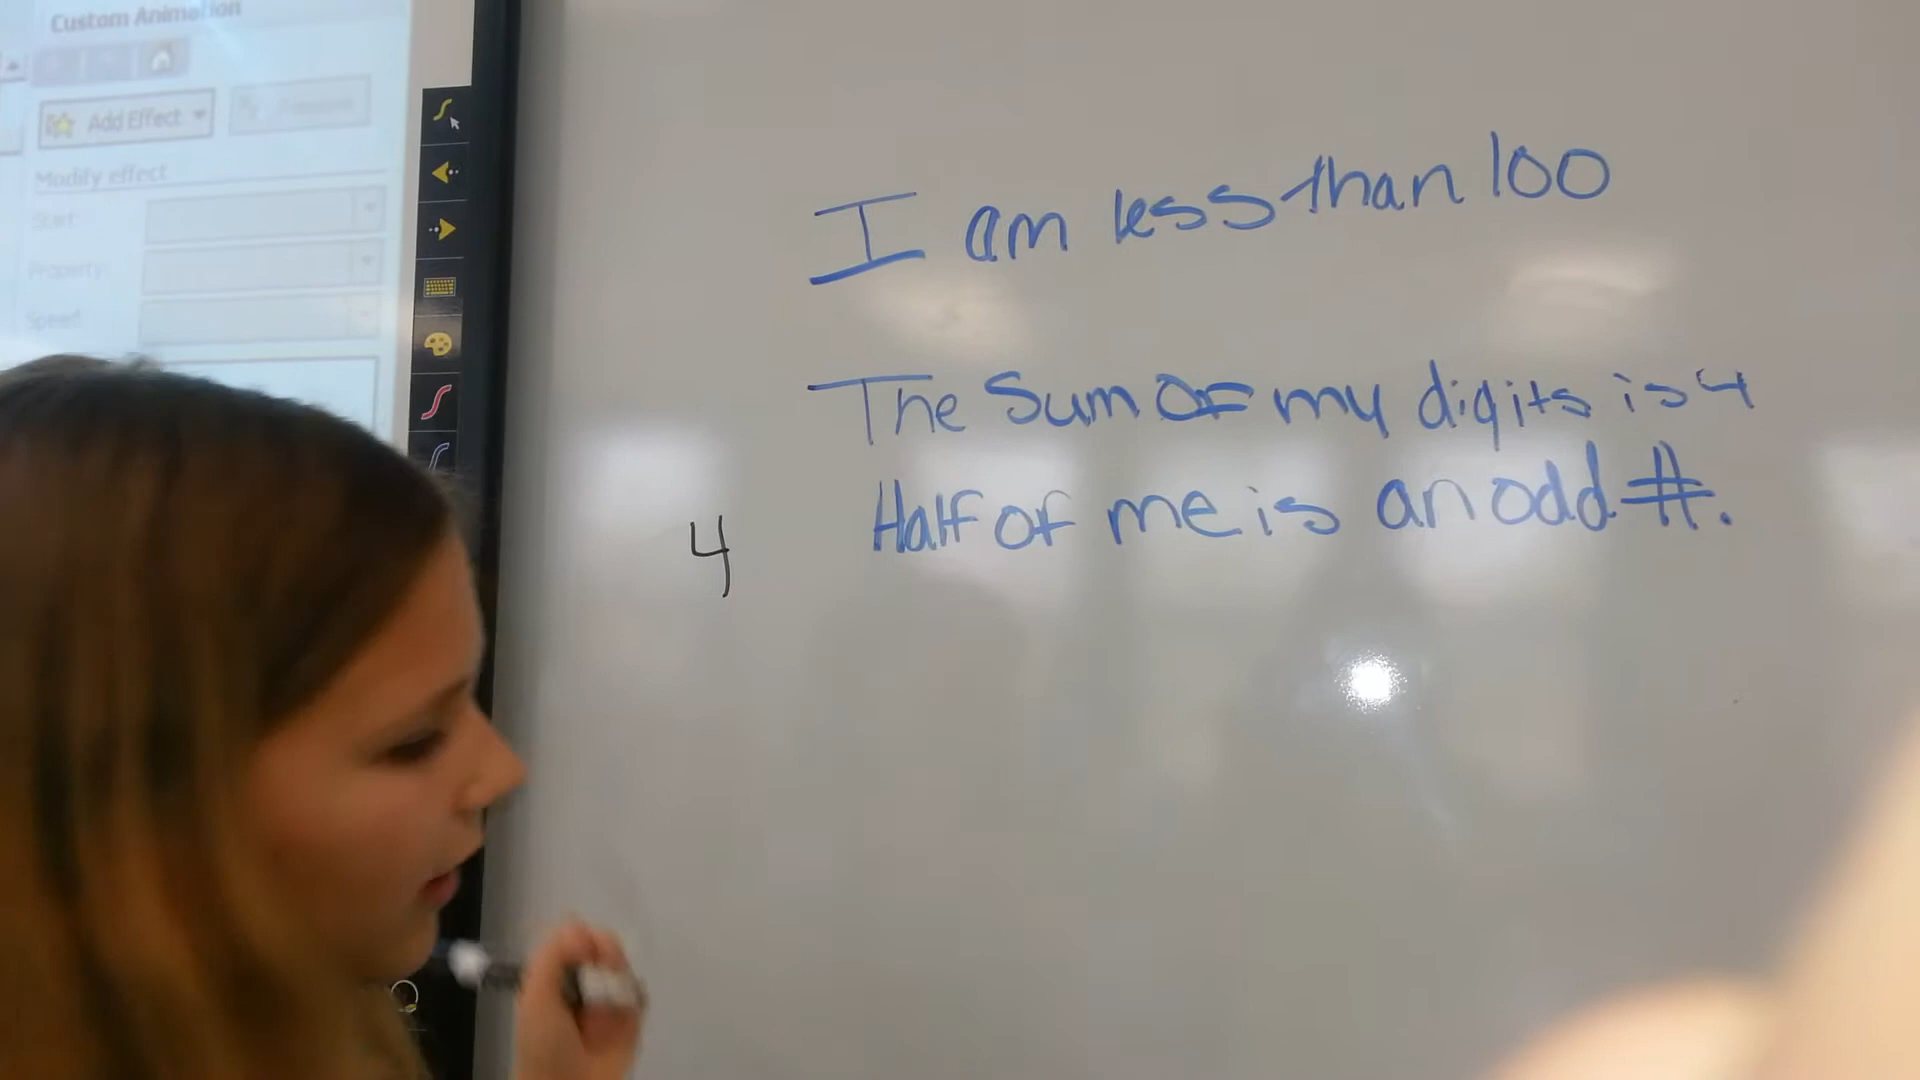 Custom Animation
Add Effect
Modify effect
Start:
Property:
Speed:
I am less than 100
The Sum of my digits is 4
Half of me is an odd #.
4